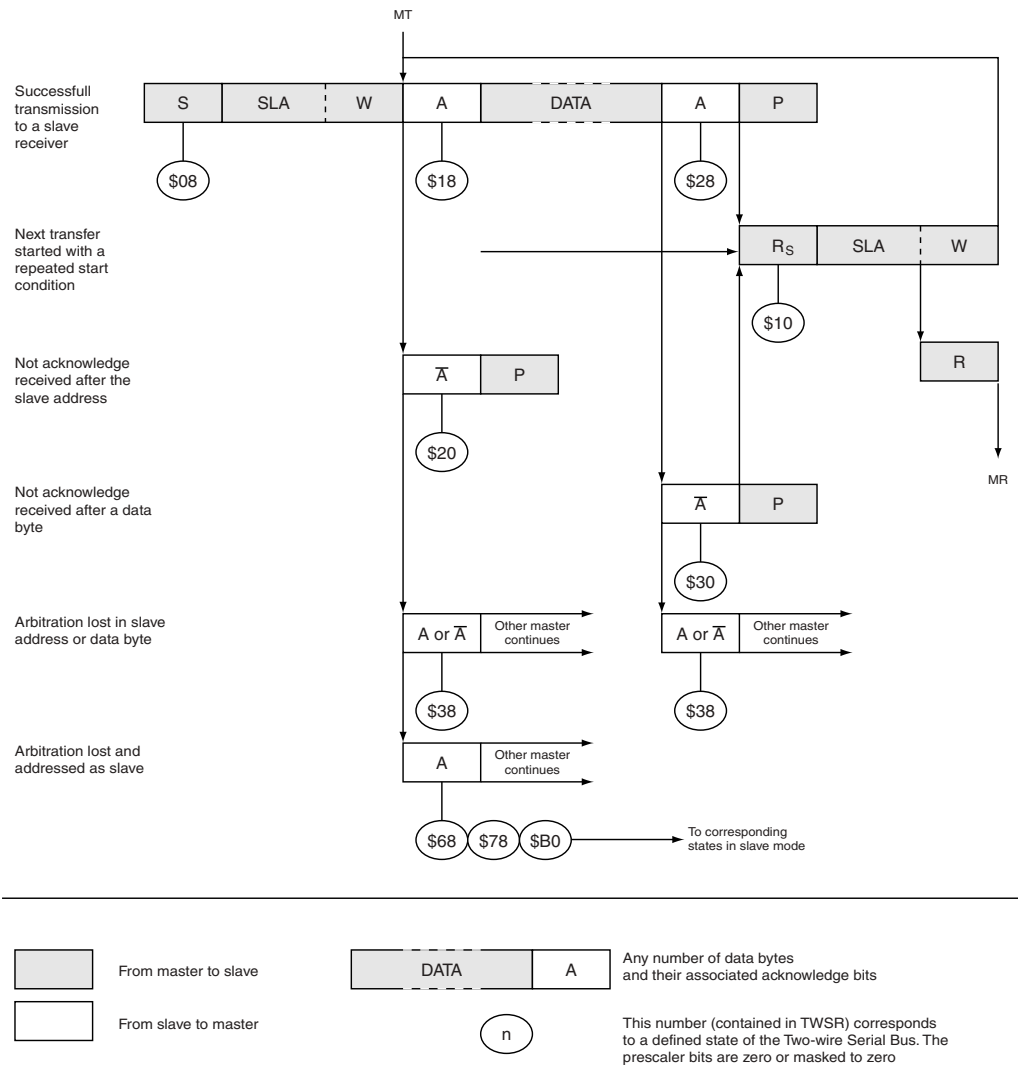 MT
Successfull
transmission
to a slave
receiver
S SLA W A DATA A P
$08 $18 $28
Next transfer
started with a
repeated start
condition
RS SLA W
$10
Not acknowledge
received after the
slave address
A̅ P
R
$20
MR
Not acknowledge
received after a data
byte
A̅ P
$30
Arbitration lost in slave
address or data byte
A or A̅ Other master
continues
A or A̅ Other master
continues
$38 $38
Arbitration lost and
addressed as slave
A Other master
continues
$68 $78 $B0
To corresponding
states in slave mode
From master to slave
DATA A
Any number of data bytes
and their associated acknowledge bits
From slave to master
n
This number (contained in TWSR) corresponds
to a defined state of the Two-wire Serial Bus. The
prescaler bits are zero or masked to zero